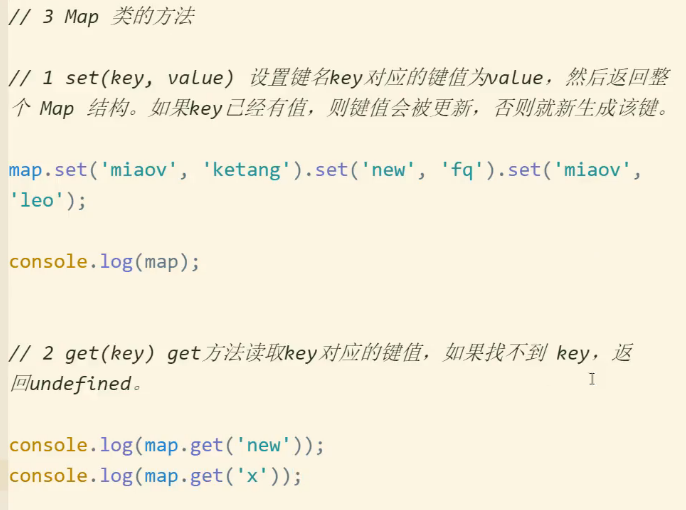 // 3 Map 类的方法
// 1 set(key, value) 设置键名key对应的键值为value，然后返回整
个 Map 结构。如果key已经有值，则键值会被更新，否则就新生成该键。
map.set('miaov', 'ketang').set('new', 'fq').set('miaov',
'leo');
console.log(map);
// 2 get(key) get方法读取key对应的键值，如果找不到 key，返
回undefined。
console.log(map.get('new'));
console.log(map.get('x'));